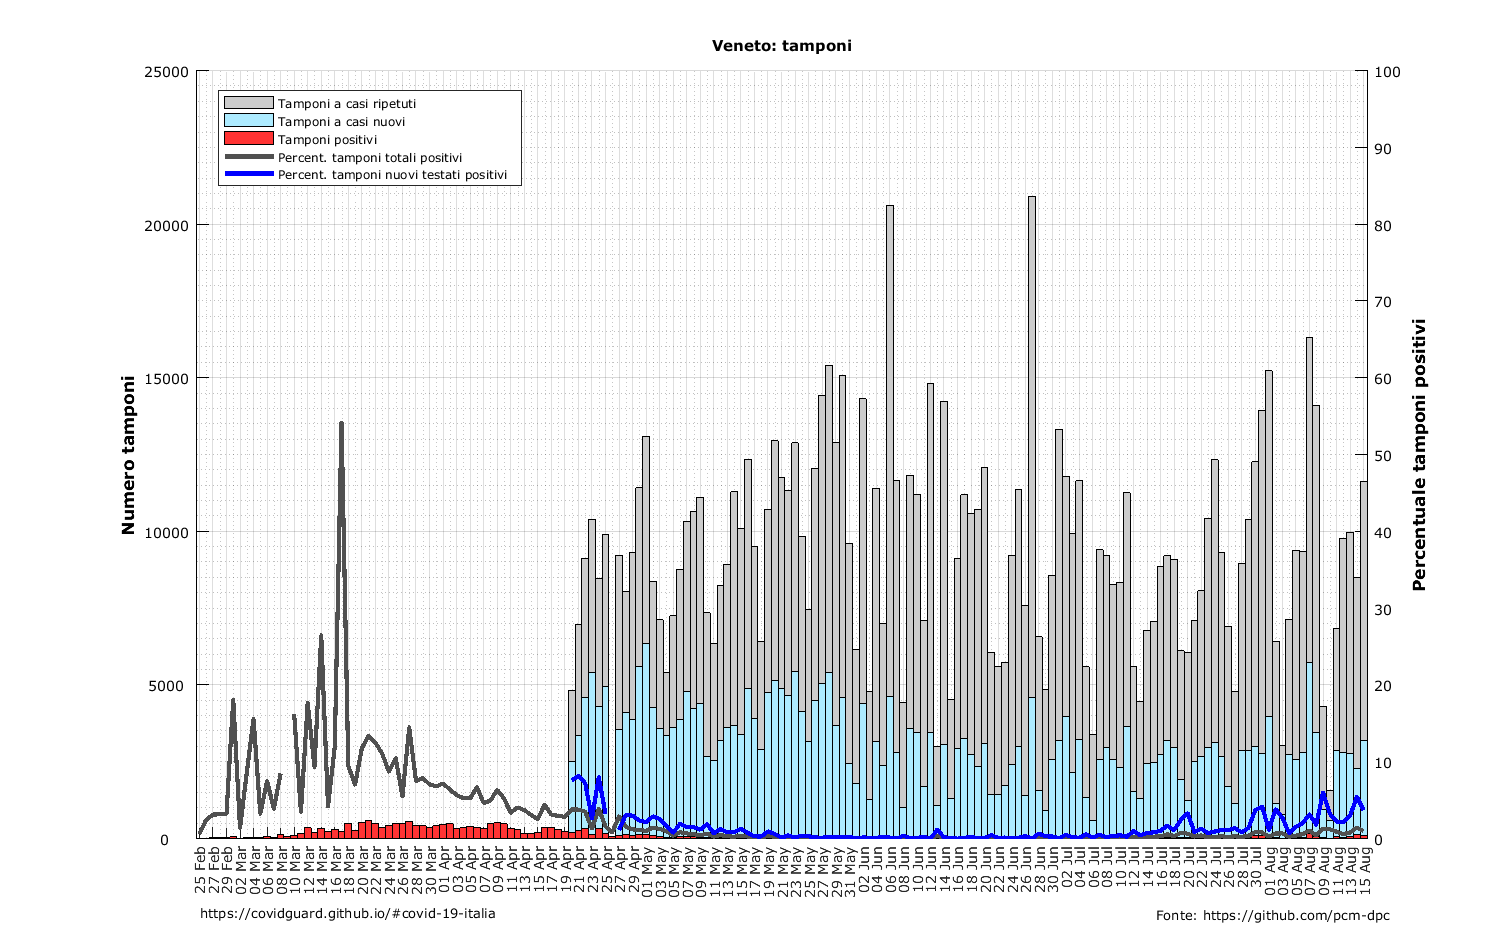 Veneto: tamponi
25000
20000
15000
10000
5000
0
Numero tamponi
Tamponi a casi ripetuti
Tamponi a casi nuovi
Tamponi positivi
Percent. tamponi totali positivi
Percent. tamponi nuovi testati positivi
100
90
80
70
60
50
40
30
20
10
0
Percentuale tamponi positivi
25 Feb
27 Feb
29 Feb
02 Mar
04 Mar
06 Mar
08 Mar
10 Mar
12 Mar
14 Mar
16 Mar
18 Mar
20 Mar
22 Mar
24 Mar
26 Mar
28 Mar
30 Mar
01 Apr
03 Apr
05 Apr
07 Apr
09 Apr
11 Apr
13 Apr
15 Apr
17 Apr
19 Apr
21 Apr
23 Apr
25 Apr
27 Apr
29 Apr
01 May
03 May
05 May
07 May
09 May
11 May
13 May
15 May
17 May
19 May
21 May
23 May
25 May
27 May
29 May
31 May
02 Jun
04 Jun
06 Jun
08 Jun
10 Jun
12 Jun
14 Jun
16 Jun
18 Jun
20 Jun
22 Jun
24 Jun
26 Jun
28 Jun
30 Jun
02 Jul
04 Jul
06 Jul
08 Jul
10 Jul
12 Jul
14 Jul
16 Jul
18 Jul
20 Jul
22 Jul
24 Jul
26 Jul
28 Jul
30 Jul
01 Aug
03 Aug
05 Aug
07 Aug
09 Aug
11 Aug
13 Aug
15 Aug
https://covidguard.github.io/#covid-19-italia
Fonte: https://github.com/pcm-dpc